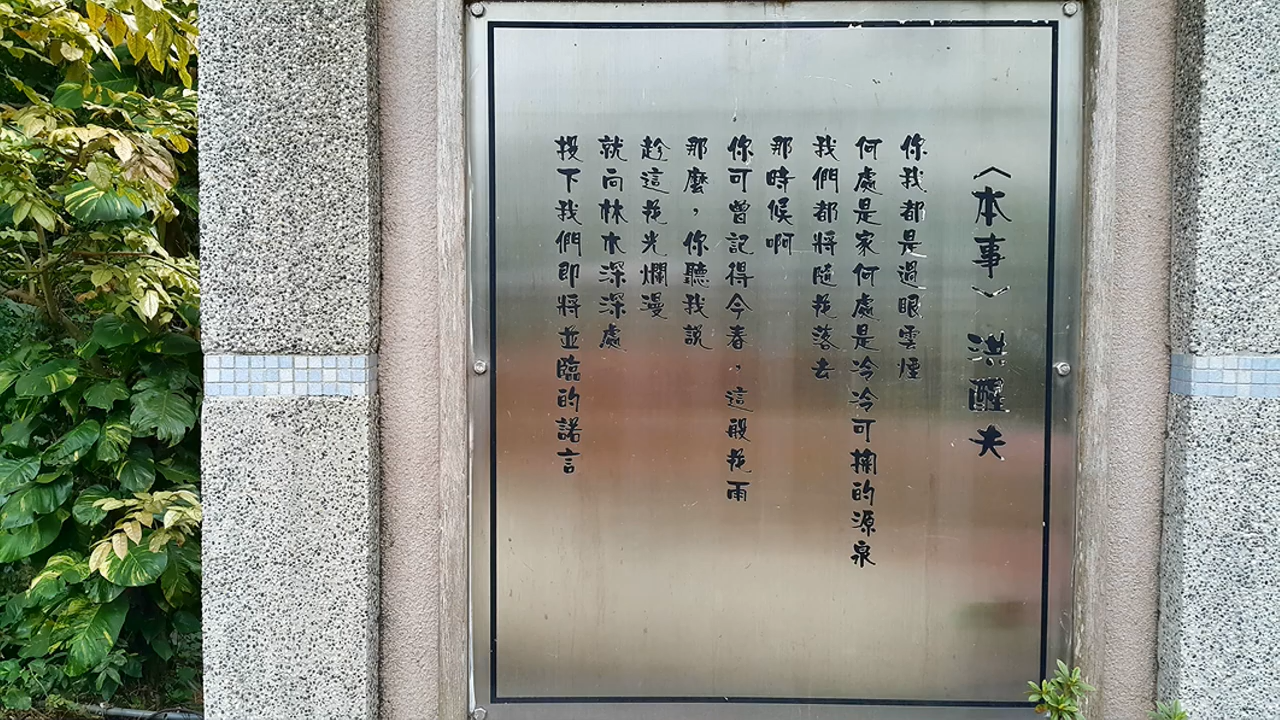 〈本事〉洪醒夫
你我都是過眼雲煙
何處是家何處是冷冷可掬的源泉
我們都將隨花落去
那時候啊
你可曾記得今春，這般花雨
那麼，你聽我說
趁這花光爛漫
就向林木深深處
投下我們即將並臨的諾言